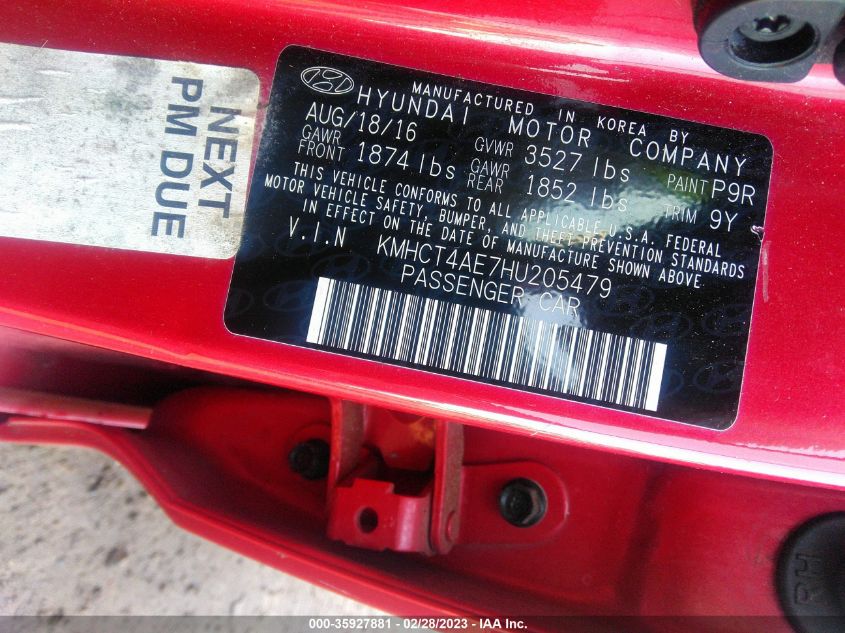 NEXT
PM DUE
MANUFACTURED IN KOREA BY
HYUNDAI MOTOR COMPANY
AUG/18/16 GVWR 3527 lbs PAINT P9R
GAWR FRONT 1874 lbs GAWR REAR 1852 lbs TRIM 9Y
THIS VEHICLE CONFORMS TO ALL APPLICABLE U.S.A. FEDERAL
MOTOR VEHICLE SAFETY, BUMPER, AND THEFT PREVENTION STANDARDS
IN EFFECT ON THE DATE OF MANUFACTURE SHOWN ABOVE
V.I.N KMHCT4AE7HU205479
PASSENGER CAR
RH
000-35927881 - 02/28/2023 - IAA Inc.